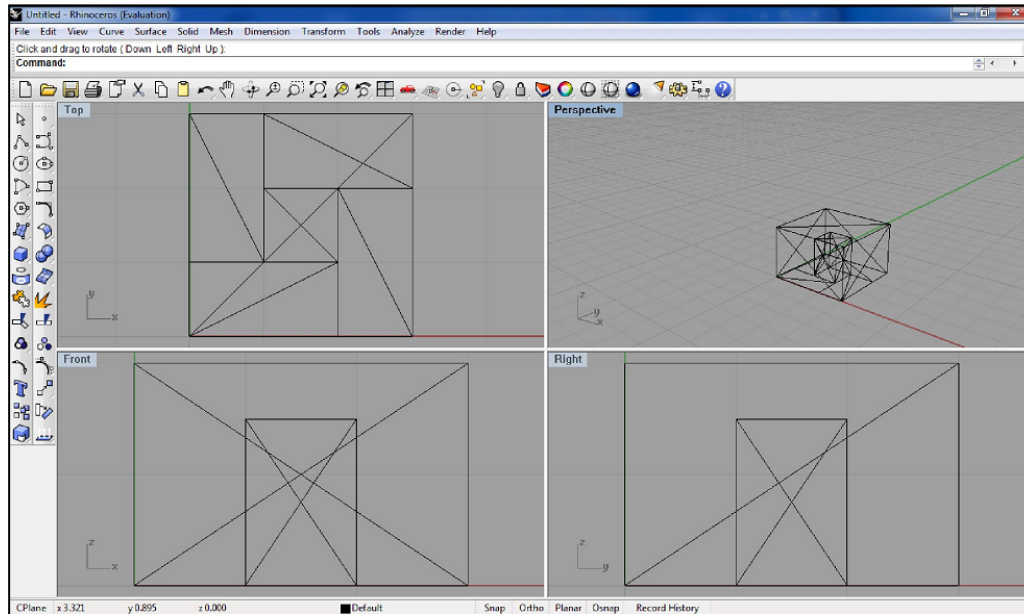 Untitled - Rhinoceros (Evaluation)
File Edit View Curve Surface Solid Mesh Dimension Transform Tools Analyze Render Help
Click and drag to rotate ( Down Left Right Up ):
Command:
Top
Perspective
y
x
z
y
x
Front
Right
z
x
z
y
CPlane x 3.321 y 0.895 z 0.000 Default Snap Ortho Planar Osnap Record History